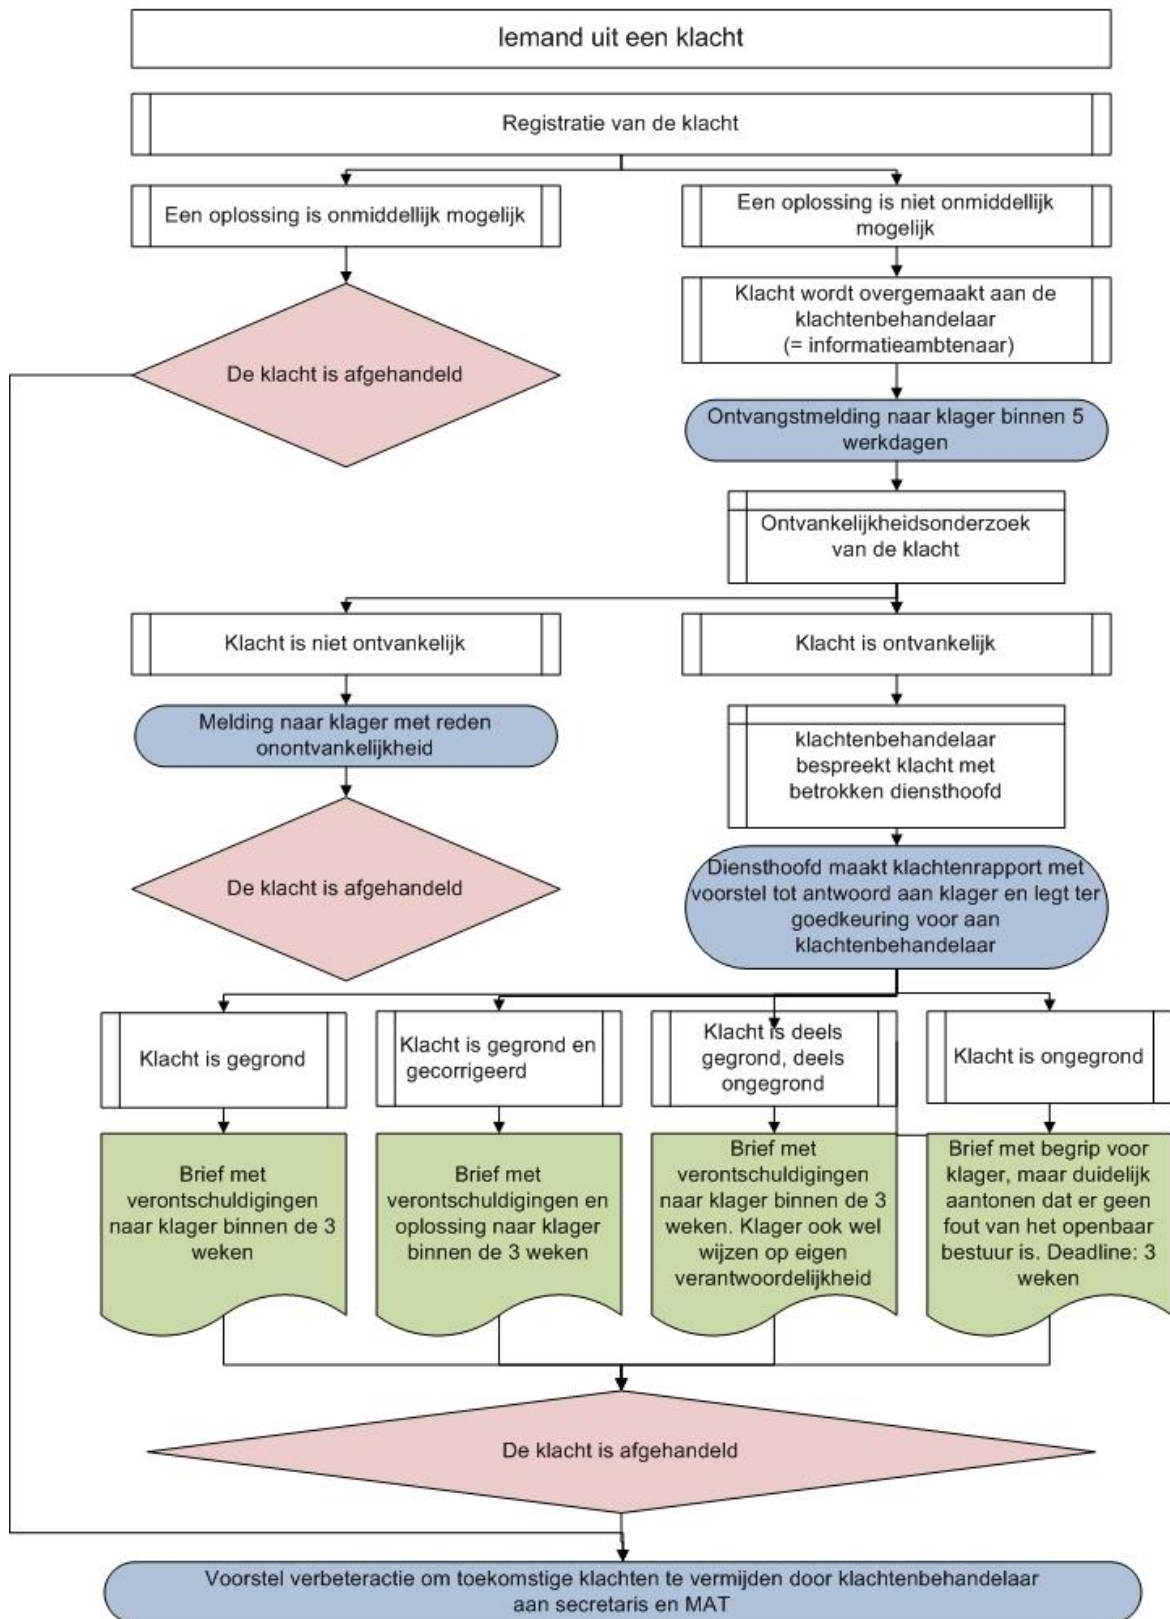 Iemand uit een klacht
Registratie van de klacht
Een oplossing is onmiddellijk mogelijk
Een oplossing is niet onmiddellijk
mogelijk
Klacht wordt overgemaakt aan de
klachtenbehandelaar
(= informatieambtenaar)
De klacht is afgehandeld
Ontvangstmelding naar klager binnen 5
werkdagen
Ontvankelijkheidsonderzoek
van de klacht
Klacht is niet ontvankelijk
Klacht is ontvankelijk
Melding naar klager met reden
onontvankelijkheid
klachtenbehandelaar
bespreekt klacht met
betrokken diensthoofd
De klacht is afgehandeld
Diensthoofd maakt klachtenrapport met
voorstel tot antwoord aan klager en legt ter
goedkeuring voor aan
klachtenbehandelaar
Klacht is gegrond
Klacht is gegrond en
gecorrigeerd
Klacht is deels
gegrond, deels
ongegrond
Klacht is ongegrond
Brief met
verontschuldigingen
naar klager binnen de 3
weken
Brief met
verontschuldigingen en
oplossing naar klager
binnen de 3 weken
Brief met
verontschuldigingen
naar klager binnen de 3
weken. Klager ook wel
wijzen op eigen
verantwoordelijkheid
Brief met begrip voor
klager, maar duidelijk
aantonen dat er geen
fout van het openbaar
bestuur is. Deadline: 3
weken
De klacht is afgehandeld
Voorstel verbeteractie om toekomstige klachten te vermijden door klachtenbehandelaar
aan secretaris en MAT